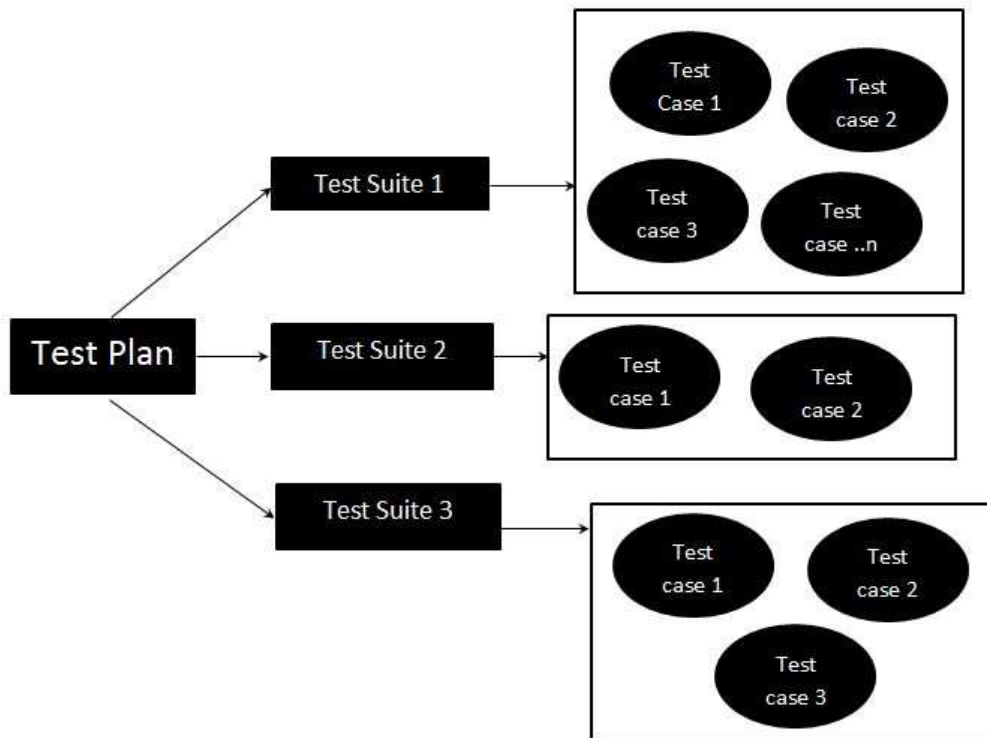 Test
Case 1
Test
case 2
Test
case 3
Test
case ..n
Test Suite 1
Test Plan
Test Suite 2
Test
case 1
Test
case 2
Test Suite 3
Test
case 1
Test
case 2
Test
case 3